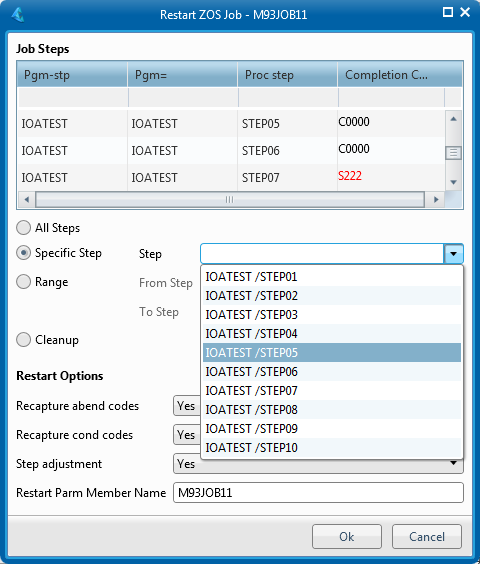 Restart ZOS Job - M93JOB11
Job Steps
Pgm-stp Pgm= Proc step Completion C...
IOATEST IOATEST STEP05 C0000
IOATEST IOATEST STEP06 C0000
IOATEST IOATEST STEP07 S222
All Steps
Specific Step Step
Range From Step
To Step
Cleanup
IOATEST /STEP01
IOATEST /STEP02
IOATEST /STEP03
IOATEST /STEP04
IOATEST /STEP05
IOATEST /STEP06
IOATEST /STEP07
IOATEST /STEP08
IOATEST /STEP09
IOATEST /STEP10
Restart Options
Recapture abend codes Yes
Recapture cond codes Yes
Step adjustment Yes
Restart Parm Member Name M93JOB11
Ok Cancel